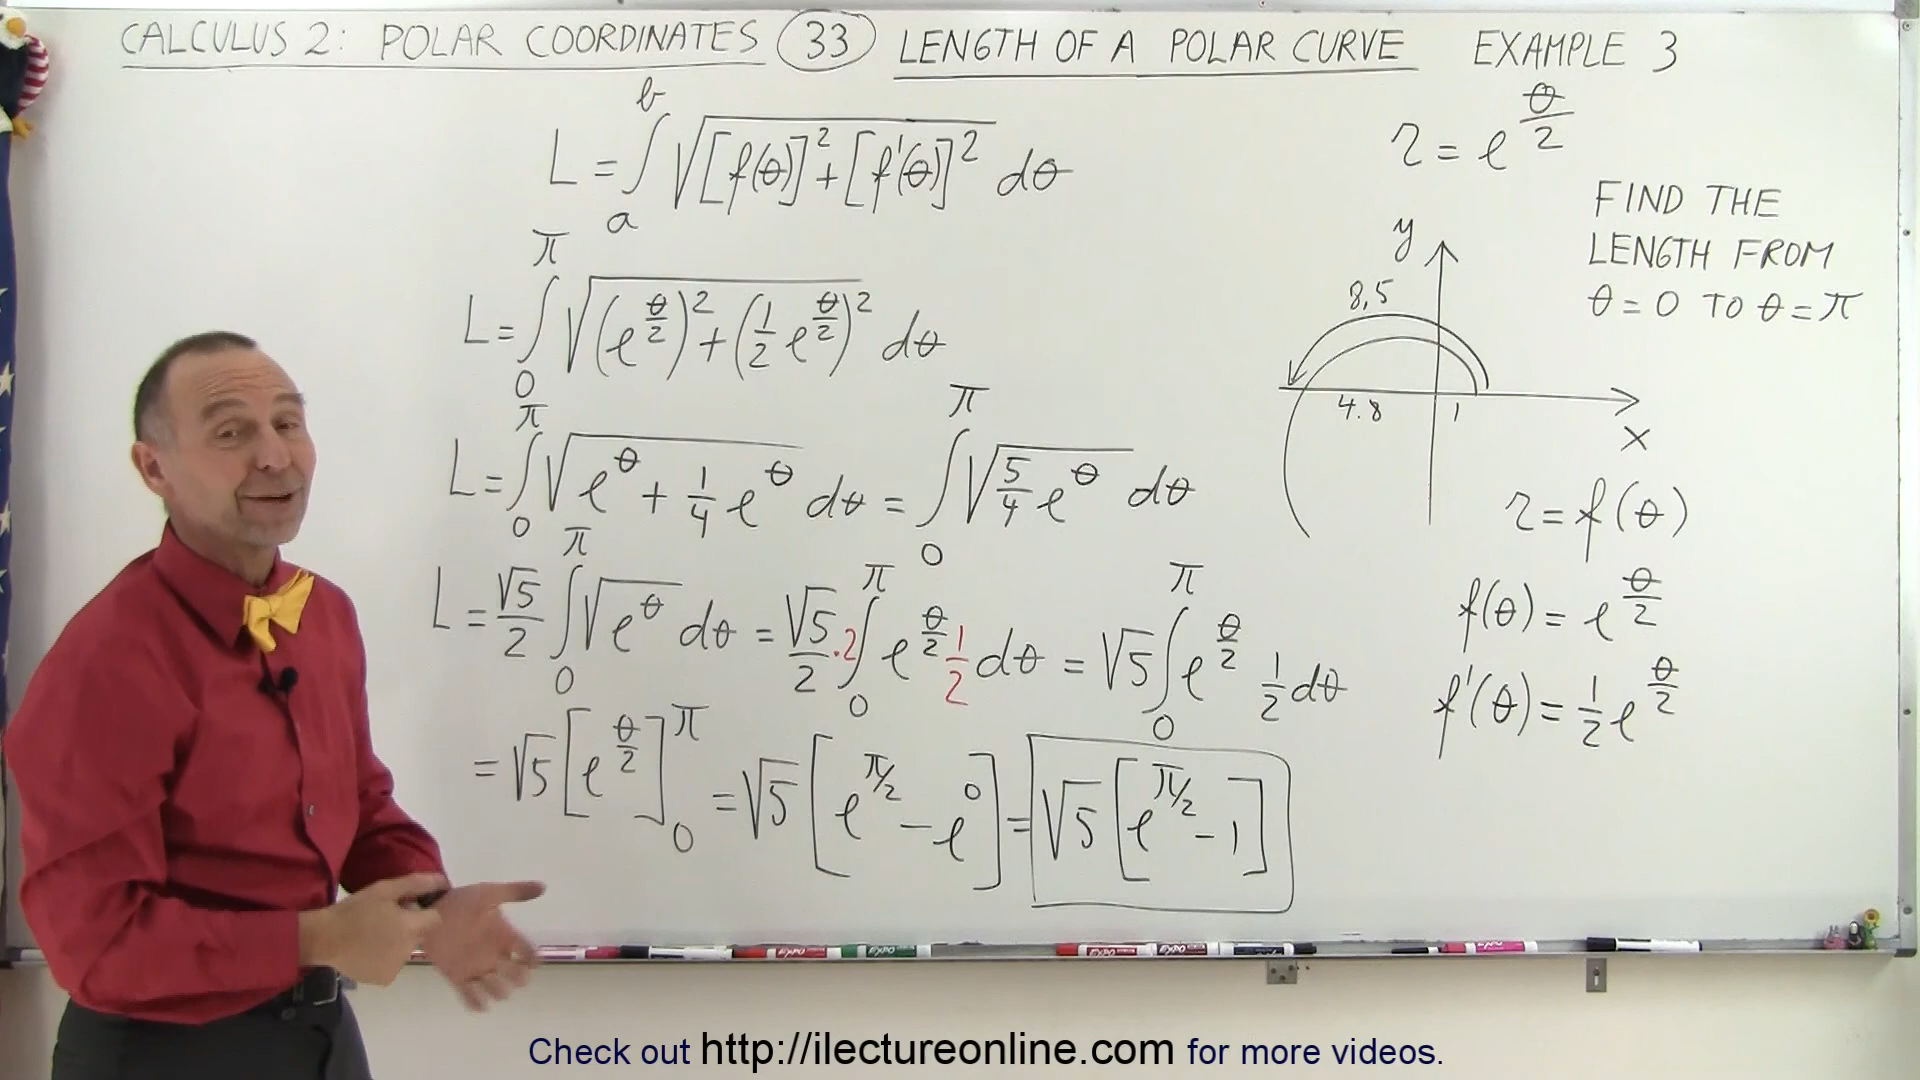 CALCULUS 2: POLAR COORDINATES 33 LENGTH OF A POLAR CURVE EXAMPLE 3
L = ∫_a^b √([f(θ)]² + [f'(θ)]²) dθ
r = e^(θ/2)
FIND THE
LENGTH FROM
θ = 0 TO θ = π
L = ∫_0^π √((e^(θ/2))² + (1/2 e^(θ/2))²) dθ
y
8,5
4.8 1
x
L = ∫_0^π √(e^θ + 1/4 e^θ) dθ = ∫_0^π √(5/4 e^θ) dθ
r = f(θ)
f(θ) = e^(θ/2)
f'(θ) = 1/2 e^(θ/2)
L = √5/2 ∫_0^π √(e^θ) dθ = √5/2 ·2 ∫_0^π e^(θ/2) 1/2 dθ = √5 ∫_0^π e^(θ/2) 1/2 dθ
= √5 [e^(θ/2)]_0^π = √5 [e^(π/2) - e^0] = √5 [e^(π/2) - 1]
EXPO EXPO EXPO EXPO
Check out http://ilectureonline.com for more videos.